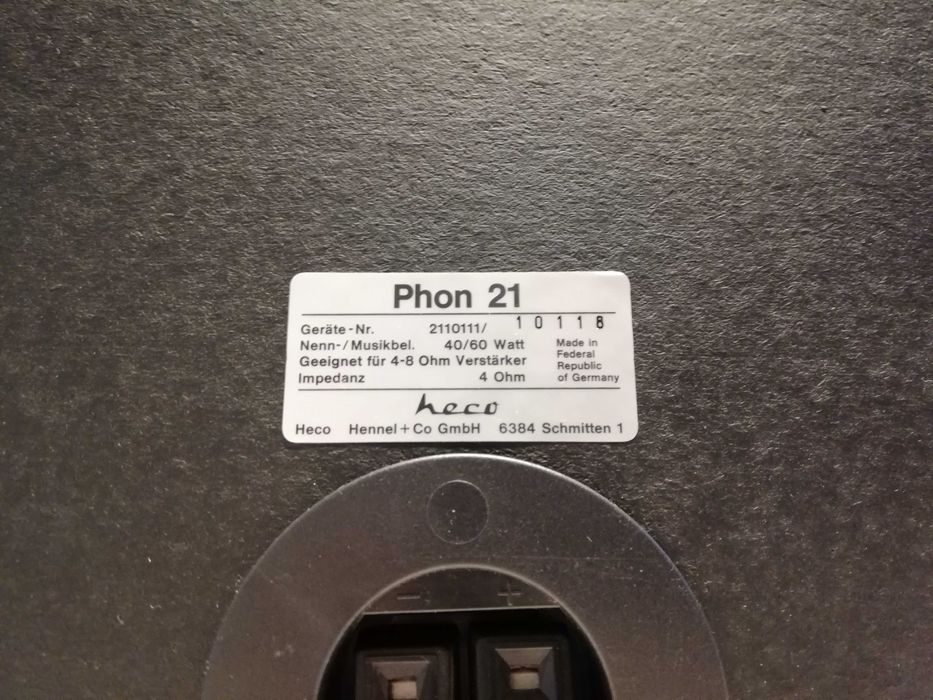 Phon 21
Geräte-Nr. 2110111/ 10118
Nenn-/Musikbel. 40/60 Watt
Geeignet für 4-8 Ohm Verstärker
Impedanz 4 Ohm
Made in
Federal
Republic
of Germany
heco
Heco Hennel+Co GmbH 6384 Schmitten 1
− +